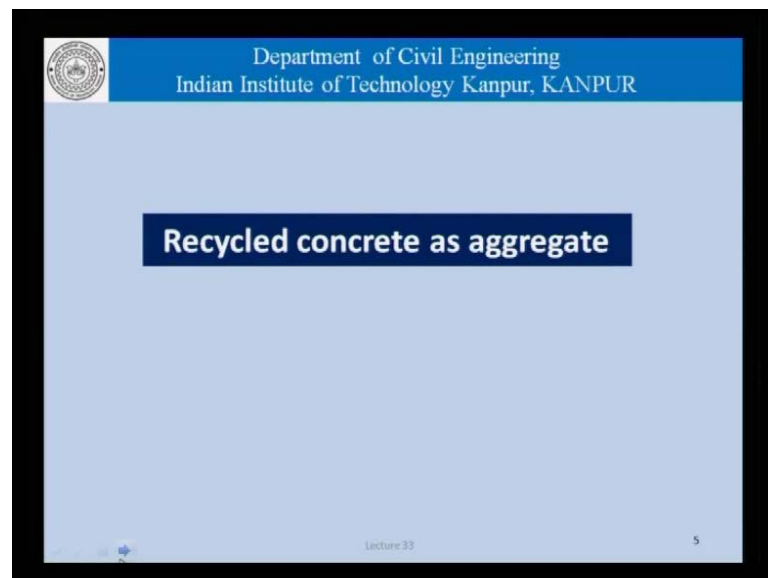 Department of Civil Engineering
Indian Institute of Technology Kanpur, KANPUR
Recycled concrete as aggregate
Lecture 33
5